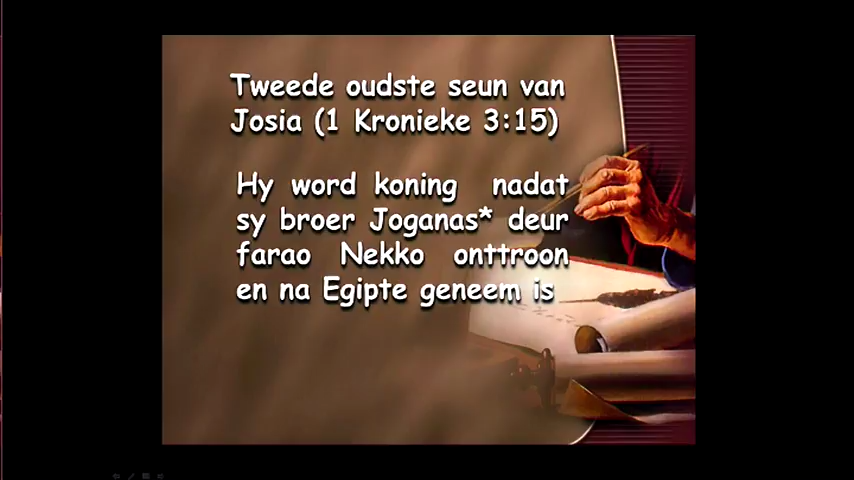 Tweede oudste seun van
Josia (1 Kronieke 3:15)
Hy word koning nadat
sy broer Joganas* deur
farao Nekko onttroon
en na Egipte geneem is